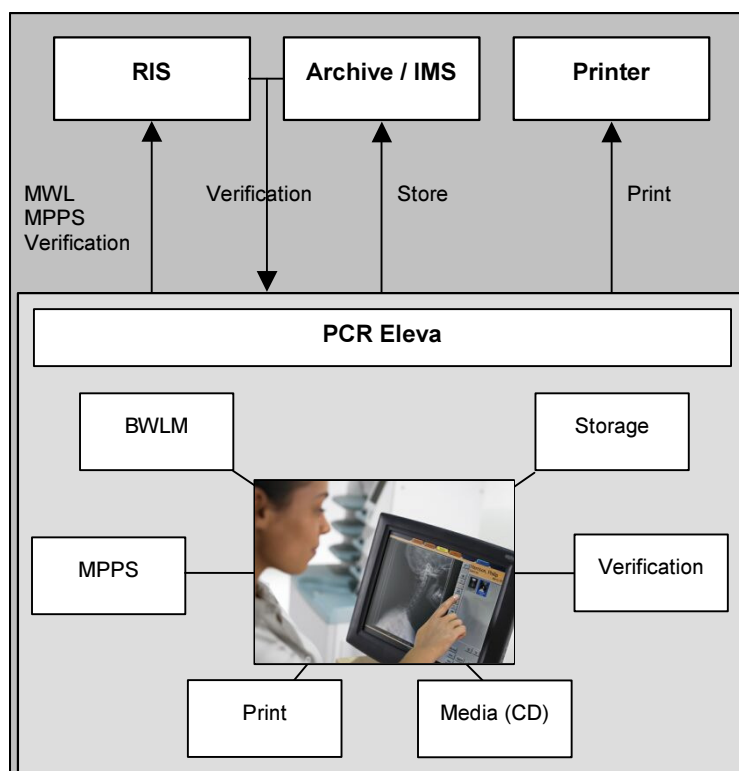 RIS
Archive / IMS
Printer
MWL
MPPS
Verification
Verification
Store
Print
PCR Eleva
BWLM
Storage
MPPS
Verification
Print
Media (CD)